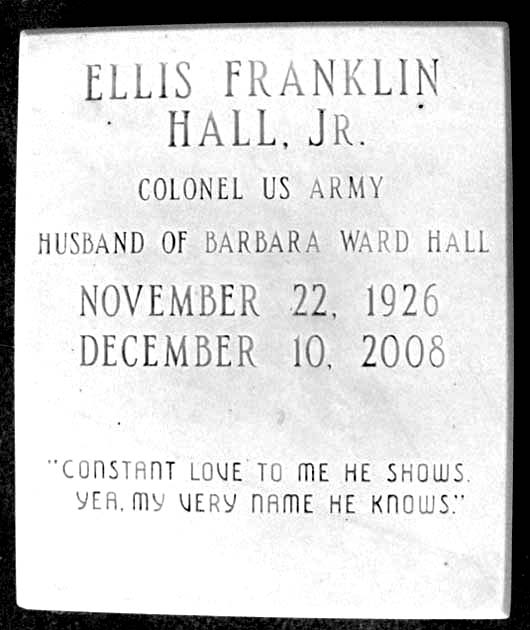 ELLIS FRANKLIN
HALL, JR.
COLONEL US ARMY
HUSBAND OF BARBARA WARD HALL
NOVEMBER 22, 1926
DECEMBER 10, 2008
"CONSTANT LOVE TO ME HE SHOWS.
YEA, MY VERY NAME HE KNOWS."